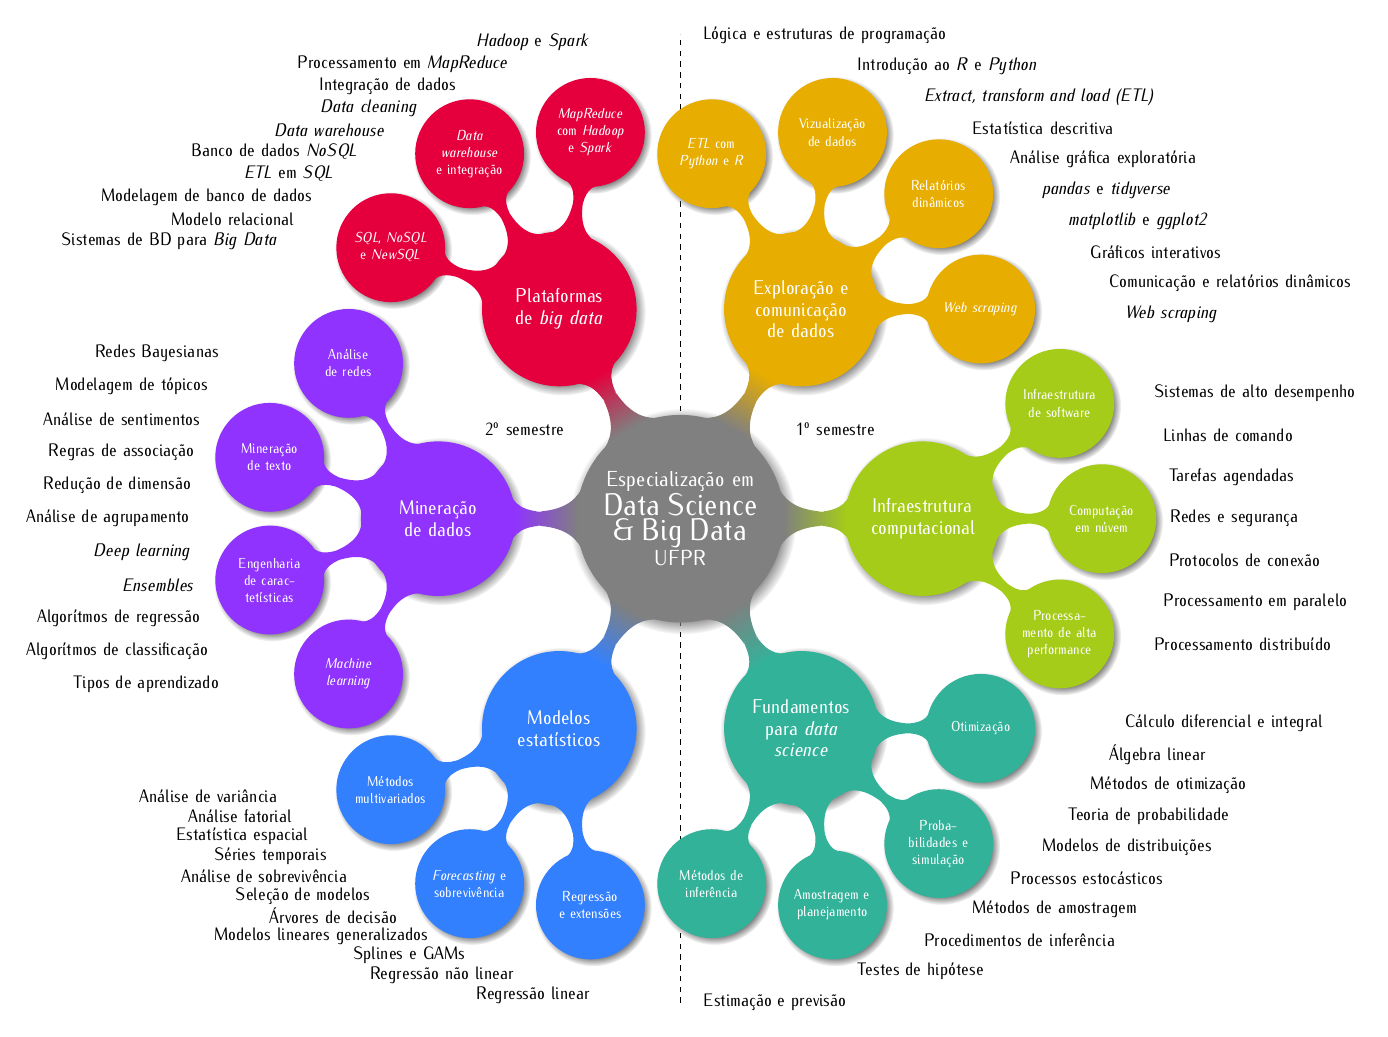 Especialização em
Data Science
& Big Data
UFPR
2º semestre
1º semestre
Plataformas
de big data
MapReduce
com Hadoop
e Spark
Data
warehouse
e integração
SQL, NoSQL
e NewSQL
Hadoop e Spark
Processamento em MapReduce
Integração de dados
Data cleaning
Data warehouse
Banco de dados NoSQL
ETL em SQL
Modelagem de banco de dados
Modelo relacional
Sistemas de BD para Big Data
Exploração e
comunicação
de dados
ETL com
Python e R
Vizualização
de dados
Relatórios
dinâmicos
Web scraping
Lógica e estruturas de programação
Introdução ao R e Python
Extract, transform and load (ETL)
Estatística descritiva
Análise gráfica exploratória
pandas e tidyverse
matplotlib e ggplot2
Gráficos interativos
Comunicação e relatórios dinâmicos
Web scraping
Infraestrutura
computacional
Infraestrutura
de software
Computação
em núvem
Processa-
mento de alta
performance
Sistemas de alto desempenho
Linhas de comando
Tarefas agendadas
Redes e segurança
Protocolos de conexão
Processamento em paralelo
Processamento distribuído
Fundamentos
para data
science
Otimização
Proba-
bilidades e
simulação
Amostragem e
planejamento
Métodos de
inferência
Cálculo diferencial e integral
Álgebra linear
Métodos de otimização
Teoria de probabilidade
Modelos de distribuições
Processos estocásticos
Métodos de amostragem
Procedimentos de inferência
Testes de hipótese
Estimação e previsão
Mineração
de dados
Análise
de redes
Mineração
de texto
Engenharia
de carac-
tetísticas
Machine
learning
Redes Bayesianas
Modelagem de tópicos
Análise de sentimentos
Regras de associação
Redução de dimensão
Análise de agrupamento
Deep learning
Ensembles
Algorítmos de regressão
Algorítmos de classificação
Tipos de aprendizado
Modelos
estatísticos
Métodos
multivariados
Forecasting e
sobrevivência
Regressão
e extensões
Análise de variância
Análise fatorial
Estatística espacial
Séries temporais
Análise de sobrevivência
Seleção de modelos
Árvores de decisão
Modelos lineares generalizados
Splines e GAMs
Regressão não linear
Regressão linear